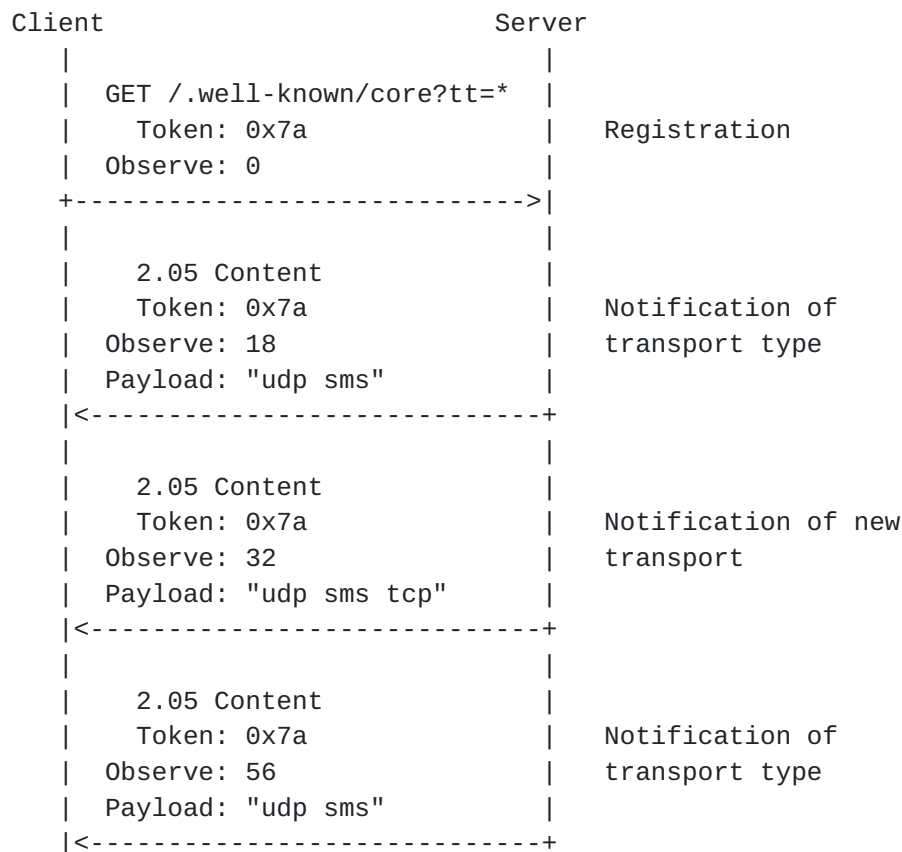 Client                         Server
   |                              |
   |  GET /.well-known/core?tt=*  |
   |    Token: 0x7a               |   Registration
   |  Observe: 0                  |
   +----------------------------->|
   |                              |
   |    2.05 Content              |
   |    Token: 0x7a               |   Notification of
   |  Observe: 18                 |   transport type
   |  Payload: "udp sms"          |
   |<-----------------------------+
   |                              |
   |    2.05 Content              |
   |    Token: 0x7a               |   Notification of new
   |  Observe: 32                 |   transport
   |  Payload: "udp sms tcp"      |
   |<-----------------------------+
   |                              |
   |    2.05 Content              |
   |    Token: 0x7a               |   Notification of
   |  Observe: 56                 |   transport type
   |  Payload: "udp sms"          |
   |<-----------------------------+